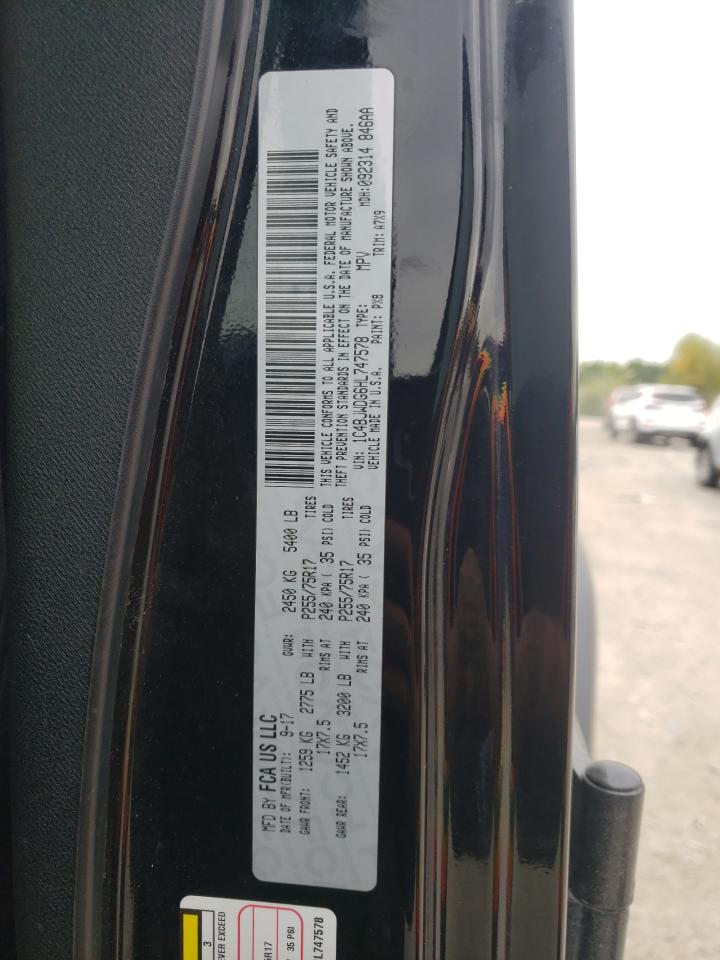 MFD BY FCA US LLC
DATE OF MFR(BUILT): 9-17 GVWR: 2450 KG 5400 LB
GAWR FRONT: 1259 KG 2775 LB WITH P255/75R17 TIRES
17X7.5 RIMS AT 240 KPA ( 35 PSI) COLD
GAWR REAR: 1452 KG 3200 LB WITH P255/75R17 TIRES
17X7.5 RIMS AT 240 KPA ( 35 PSI) COLD
THIS VEHICLE CONFORMS TO ALL APPLICABLE U.S.A. FEDERAL MOTOR VEHICLE SAFETY AND
THEFT PREVENTION STANDARDS IN EFFECT ON THE DATE OF MANUFACTURE SHOWN ABOVE.
VIN: 1C4BJWDG6HL747578 TYPE: MPV MDH:092314 846AA
VEHICLE MADE IN U.S.A. PAINT: PX8 TRIM: A7X9
3
EVER EXCEED
5R17
35 PSI
L747578